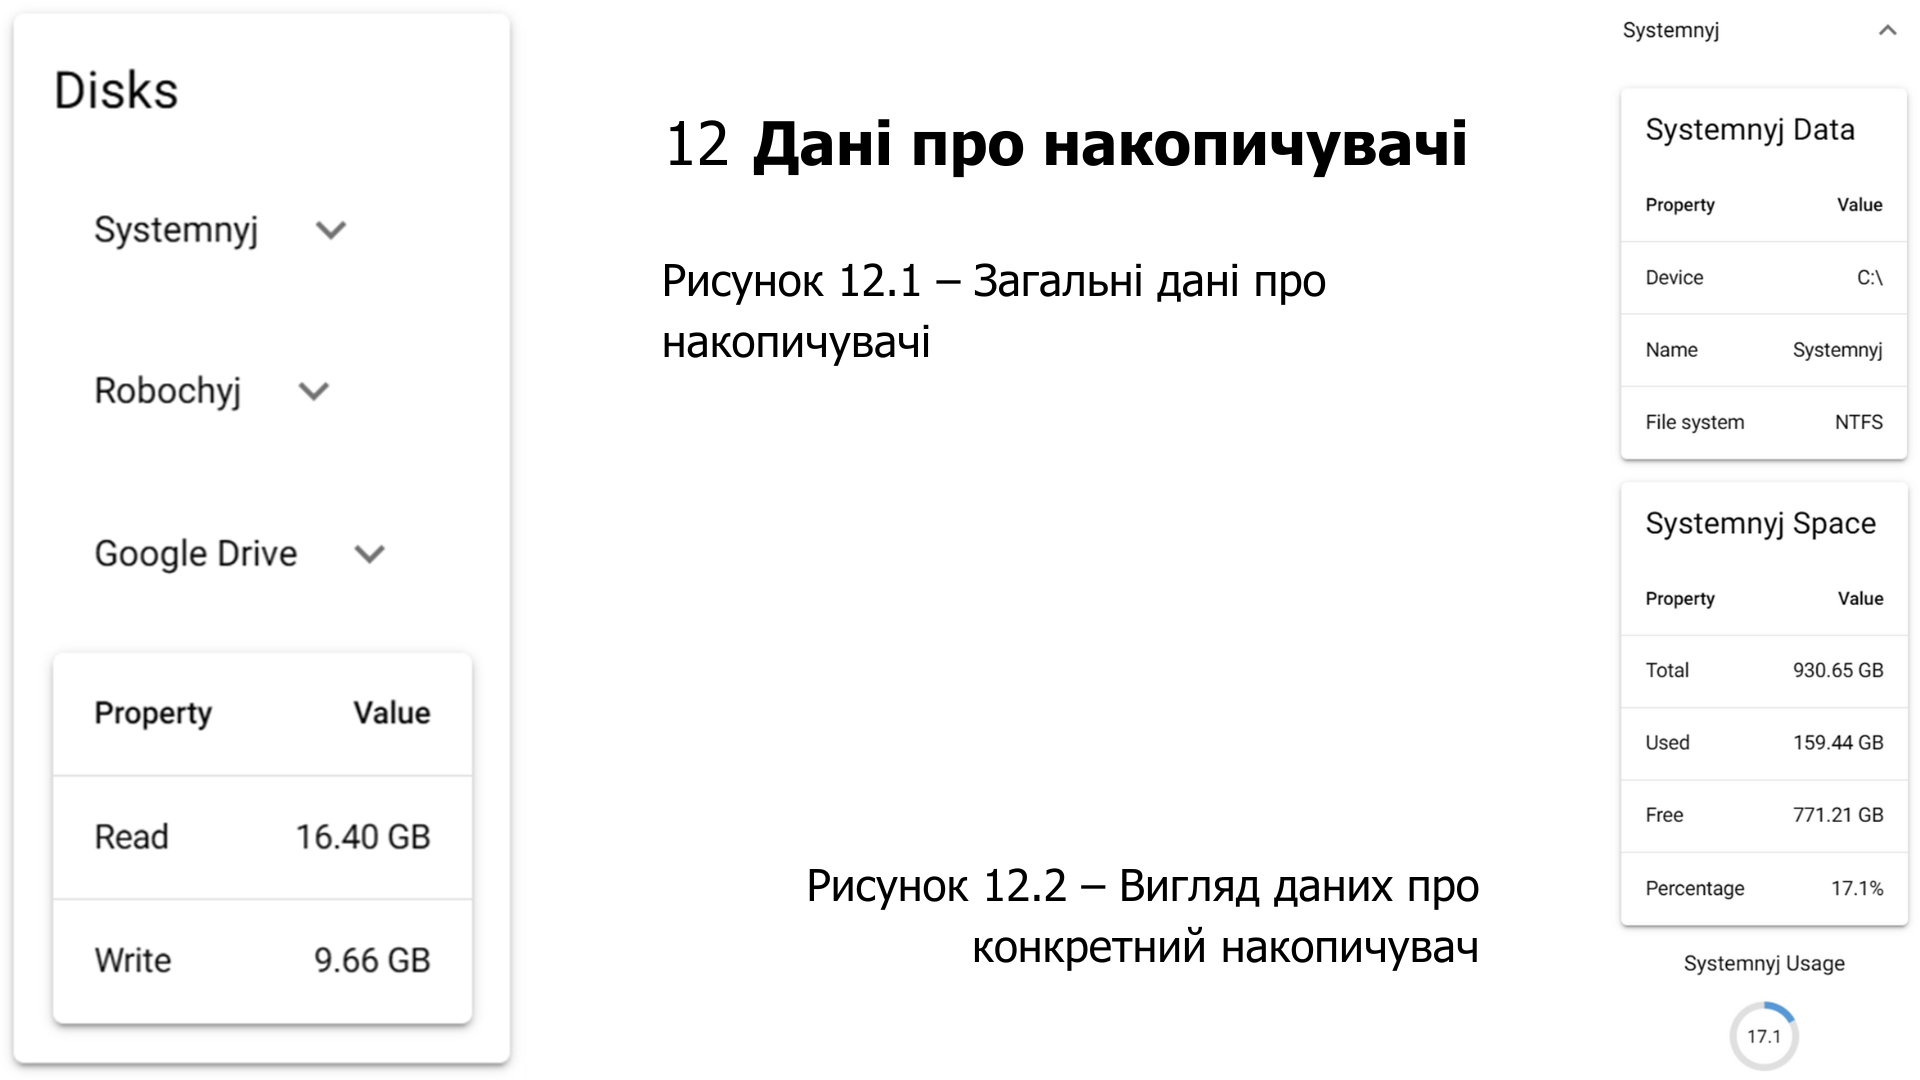 Disks
Systemnyj
Robochyj
Google Drive
Property Value
Read 16.40 GB
Write 9.66 GB
12 Дані про накопичувачі
Рисунок 12.1 – Загальні дані про
накопичувачі
Рисунок 12.2 – Вигляд даних про
конкретний накопичувач
Systemnyj
Systemnyj Data
Property Value
Device C:\
Name Systemnyj
File system NTFS
Systemnyj Space
Property Value
Total 930.65 GB
Used 159.44 GB
Free 771.21 GB
Percentage 17.1%
Systemnyj Usage
17.1